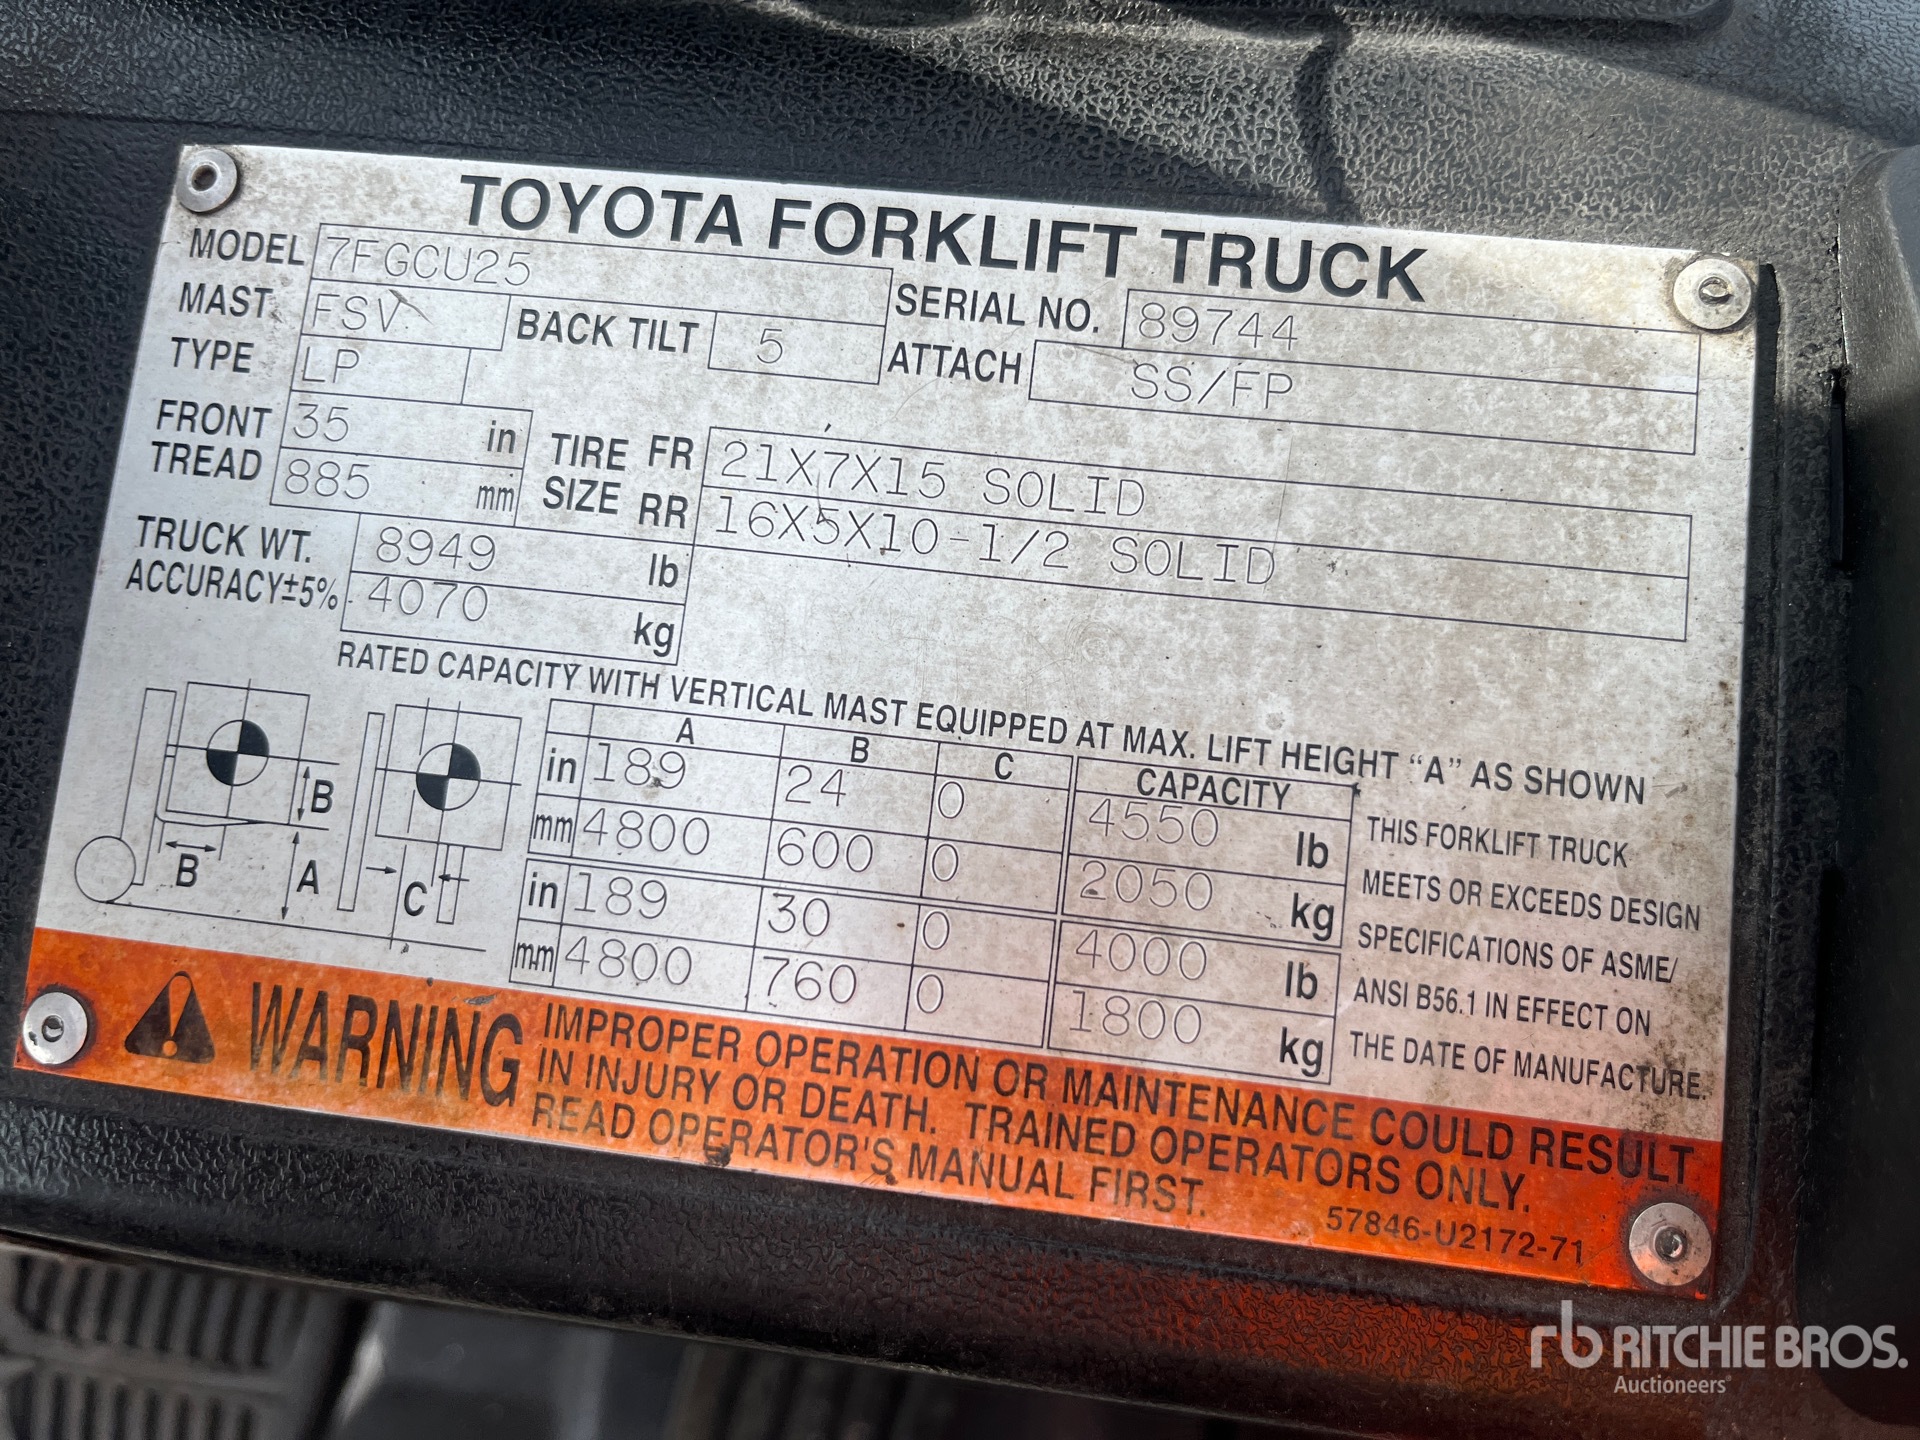 TOYOTA FORKLIFT TRUCK
MODEL 7FGCU25 SERIAL NO. 89744
MAST FSV BACK TILT 5 ATTACH SS/FP
TYPE LP
FRONT TREAD 35 in
885 mm
TIRE SIZE FR 21X7X15 SOLID
RR 16X5X10-1/2 SOLID
TRUCK WT. 8949 lb
ACCURACY±5% 4070 kg
RATED CAPACITY WITH VERTICAL MAST EQUIPPED AT MAX. LIFT HEIGHT "A" AS SHOWN
A B C CAPACITY
in 189 24 0 4550 lb
mm 4800 600 0 2050 kg
in 189 30 0 4000 lb
mm 4800 760 0 1800 kg
B
B A C
THIS FORKLIFT TRUCK
MEETS OR EXCEEDS DESIGN
SPECIFICATIONS OF ASME/
ANSI B56.1 IN EFFECT ON
THE DATE OF MANUFACTURE.
WARNING
IMPROPER OPERATION OR MAINTENANCE COULD RESULT
IN INJURY OR DEATH. TRAINED OPERATORS ONLY.
READ OPERATOR'S MANUAL FIRST.
57846-U2172-71
rb RITCHIE BROS.
Auctioneers